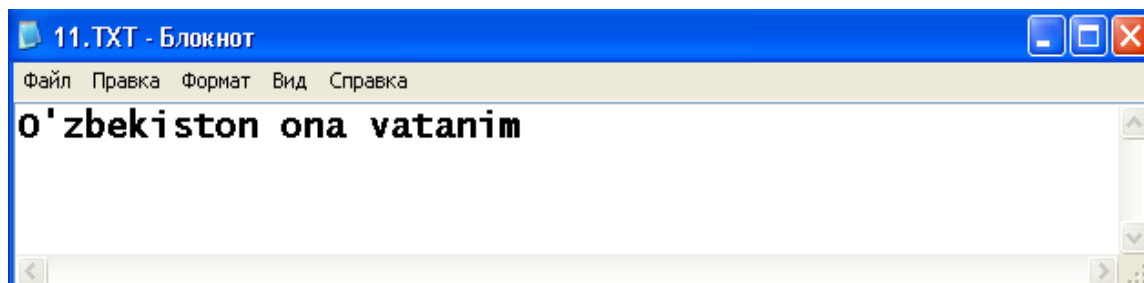 11.TXT - Блокнот
Файл Правка Формат Вид Справка
O'zbekiston ona vatanim